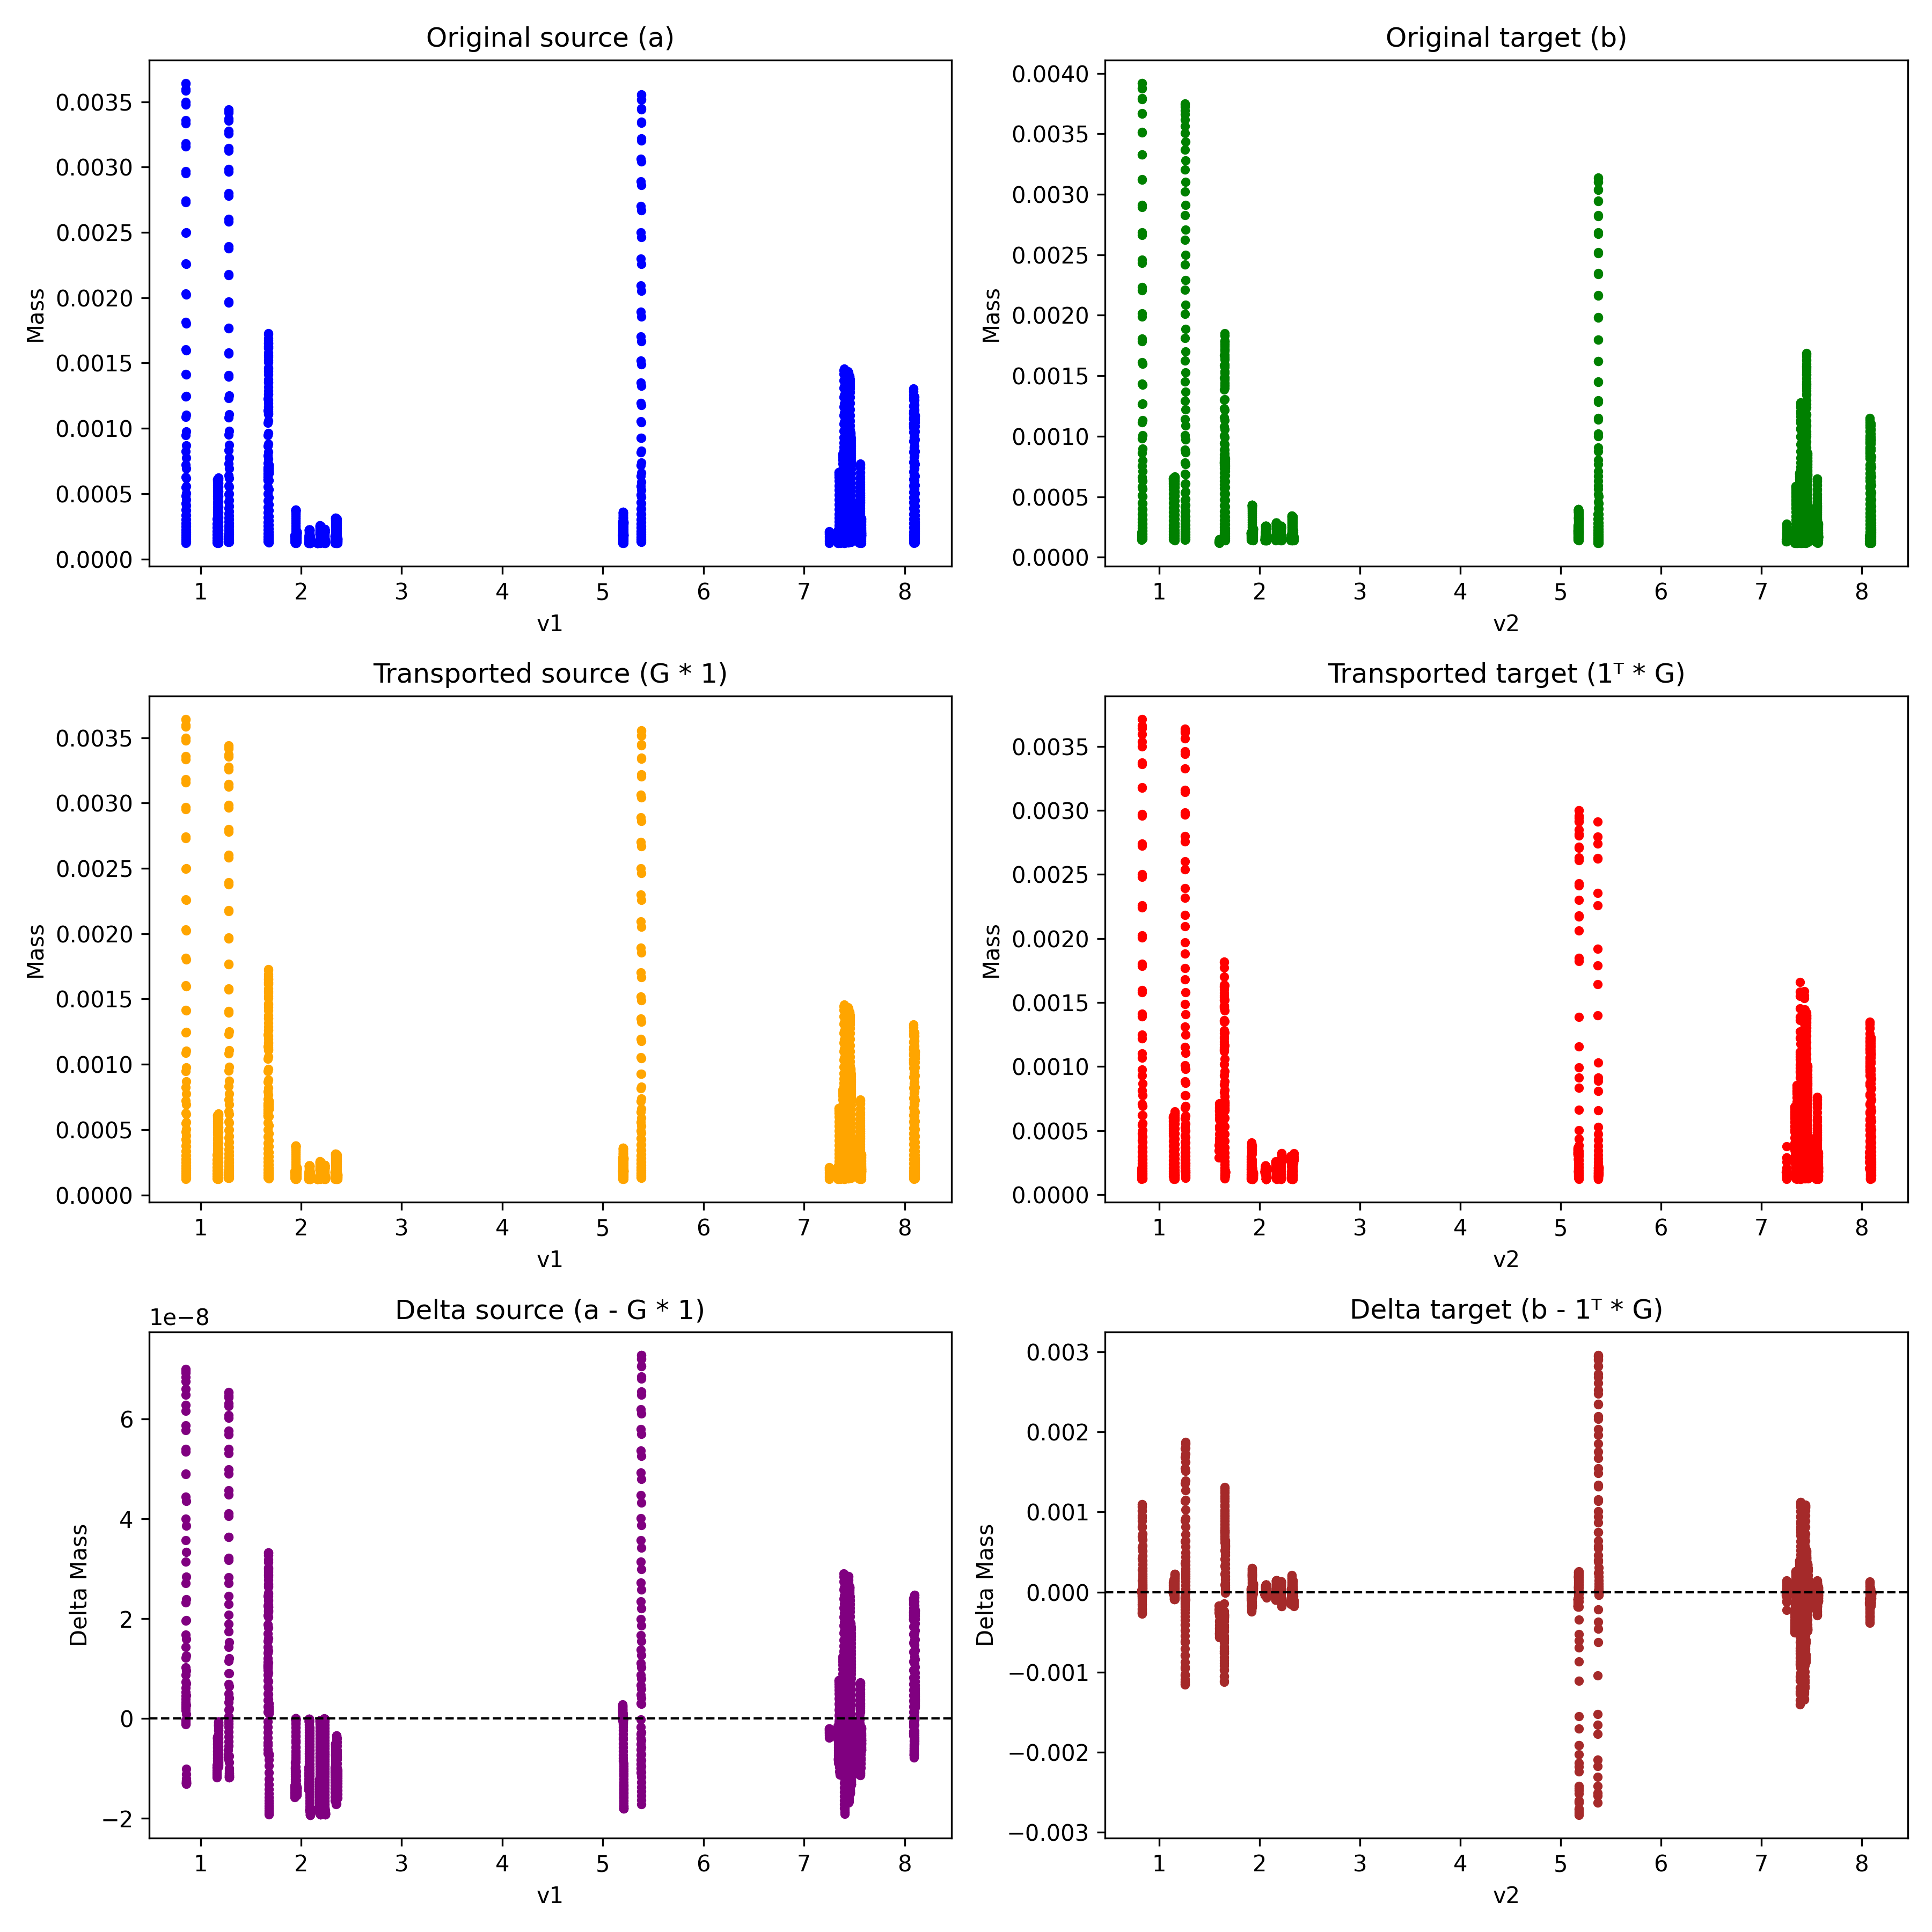 Original source (a)
Mass
0.0035
0.0030
0.0025
0.0020
0.0015
0.0010
0.0005
0.0000
1 2 3 4 5 6 7 8
v1
Original target (b)
Mass
0.0040
0.0035
0.0030
0.0025
0.0020
0.0015
0.0010
0.0005
0.0000
1 2 3 4 5 6 7 8
v2
Transported source (G * 1)
Mass
0.0035
0.0030
0.0025
0.0020
0.0015
0.0010
0.0005
0.0000
1 2 3 4 5 6 7 8
v1
Transported target (1ᵀ * G)
Mass
0.0035
0.0030
0.0025
0.0020
0.0015
0.0010
0.0005
0.0000
1 2 3 4 5 6 7 8
v2
Delta source (a - G * 1)
1e−8
Delta Mass
6
4
2
0
−2
1 2 3 4 5 6 7 8
v1
Delta target (b - 1ᵀ * G)
Delta Mass
0.003
0.002
0.001
0.000
−0.001
−0.002
−0.003
1 2 3 4 5 6 7 8
v2